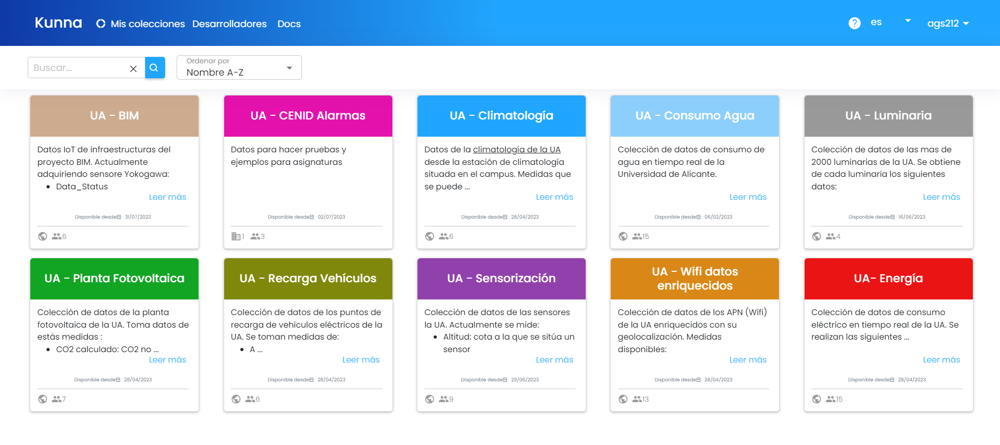 Kunna
Mis colecciones
Desarrolladores
Docs
?
es
ags212
Buscar...
Ordenar por
Nombre A-Z
UA - BIM
Datos IoT de infraestructuras del
proyecto BIM. Actualmente
adquiriendo sensore Yokogawa:
• Data_Status
Leer más
Disponible desde : 31/07/2023
6
UA - CENID Alarmas
Datos para hacer pruebas y
ejemplos para asignaturas
Disponible desde : 02/07/2023
1 3
UA - Climatología
Datos de la climatología de la UA
desde la estación de climatología
situada en el campus. Medidas que
se puede ...
Leer más
Disponible desde : 28/04/2023
6
UA - Consumo Agua
Colección de datos de consumo de
agua en tiempo real de la
Universidad de Alicante.
Leer más
Disponible desde : 06/02/2023
15
UA - Luminaria
Colección de datos de las mas de
2000 luminarias de la UA. Se obtiene
de cada luminaria los siguientes
datos:
Leer más
Disponible desde : 16/06/2023
4
UA - Planta Fotovoltaica
Colección de datos de la planta
fotovoltaica de la UA. Toma datos de
estás medidas :
• CO2 calculado: CO2 no ...
Leer más
Disponible desde : 28/04/2023
7
UA - Recarga Vehículos
Colección de datos de los puntos de
recarga de vehículos eléctricos de la
UA. Se toman medidas de:
• A ...
Leer más
Disponible desde : 28/04/2023
6
UA - Sensorización
Colección de datos de las sensores
la UA. Actualmente se mide:
• Altitud: cota a la que se sitúa un
sensor
Leer más
Disponible desde : 29/06/2023
9
UA - Wifi datos
enriquecidos
Colección de datos de los APN (Wifi)
de la UA enriquecidos con su
geolocalización. Medidas
disponibles:
Leer más
Disponible desde : 28/04/2023
13
UA- Energía
Colección de datos de consumo
eléctrico en tiempo real de la UA. Se
realizan las siguientes ...
Leer más
Disponible desde : 28/04/2023
15